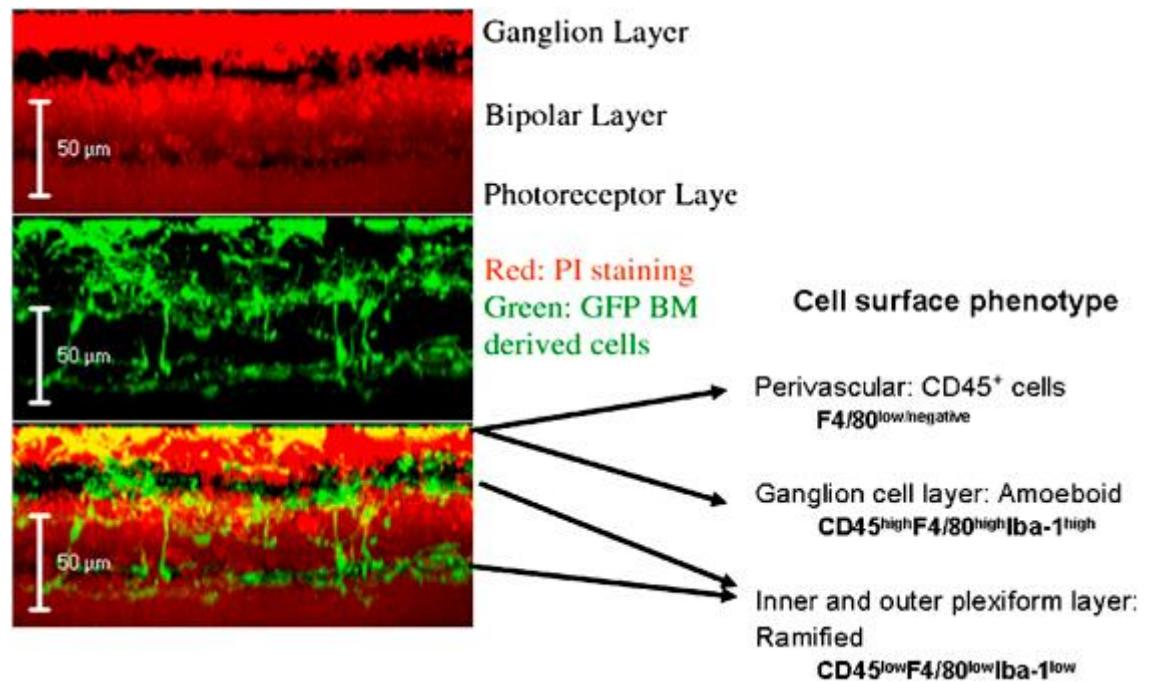 Ganglion Layer
Bipolar Layer
50 µm
Photoreceptor Laye
Red: PI staining
Green: GFP BM
derived cells
50 µm
Cell surface phenotype
Perivascular: CD45⁺ cells
F4/80low/negative
Ganglion cell layer: Amoeboid
CD45highF4/80highIba-1high
50 µm
Inner and outer plexiform layer:
Ramified
CD45lowF4/80lowIba-1low